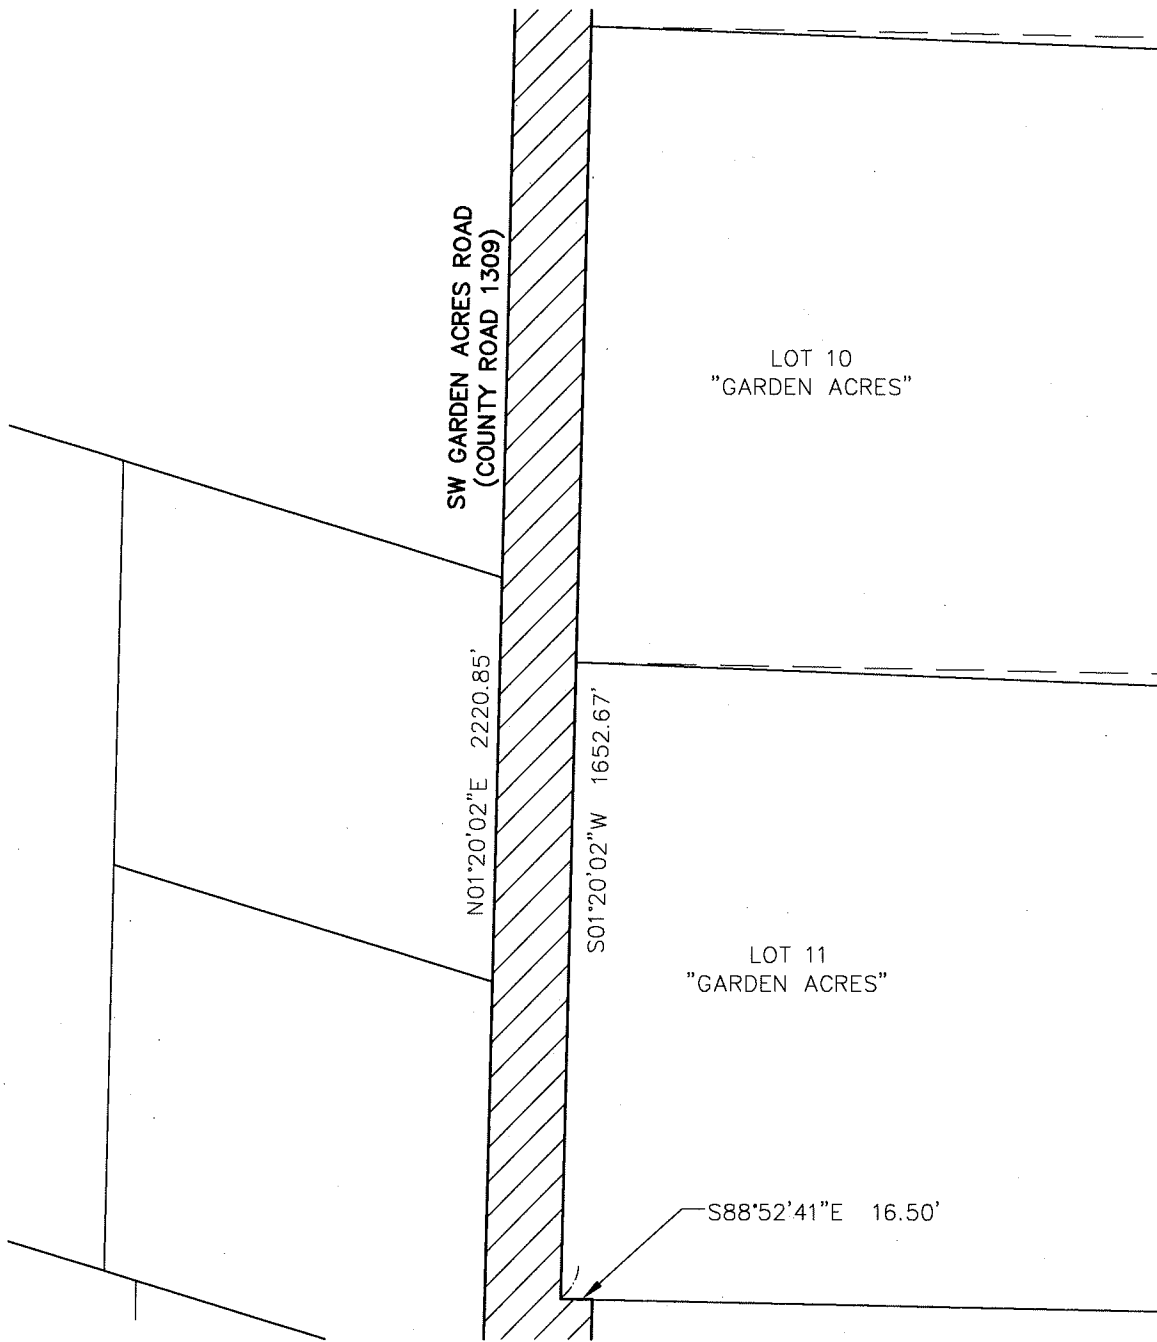 SW GARDEN ACRES ROAD
(COUNTY ROAD 1309)
LOT 10
"GARDEN ACRES"
N01°20'02"E 2220.85'
S01°20'02"W 1652.67'
LOT 11
"GARDEN ACRES"
S88°52'41"E 16.50'